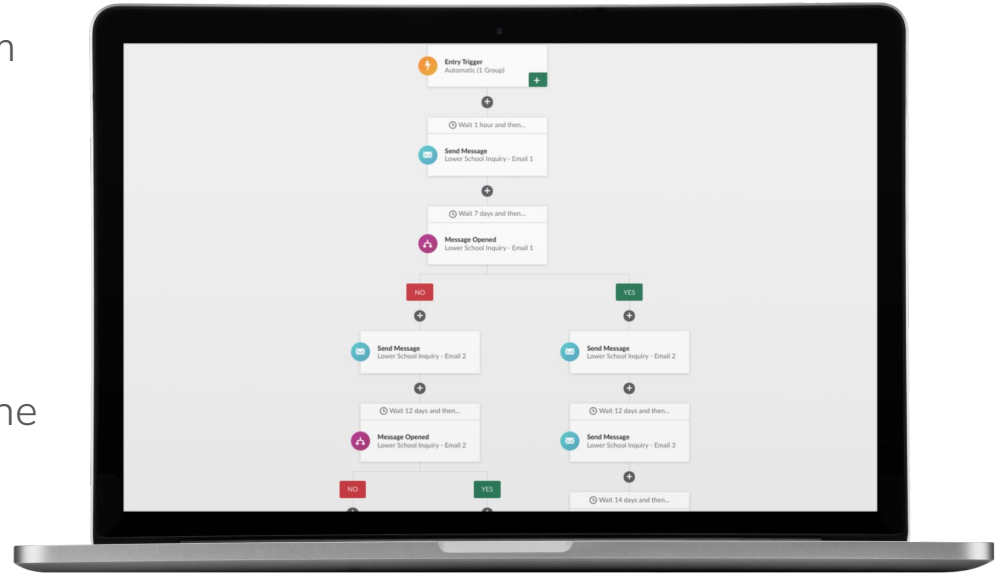 n
ne
Entry Trigger
Automatic (1 Group)
+
+
Wait 1 hour and then...
Send Message
Lower School Inquiry - Email 1
+
Wait 7 days and then...
Message Opened
Lower School Inquiry - Email 1
NO
YES
+
+
Send Message
Lower School Inquiry - Email 2
Send Message
Lower School Inquiry - Email 2
+
+
Wait 12 days and then...
Wait 12 days and then...
Message Opened
Lower School Inquiry - Email 2
Send Message
Lower School Inquiry - Email 3
+
NO
YES
Wait 14 days and then...